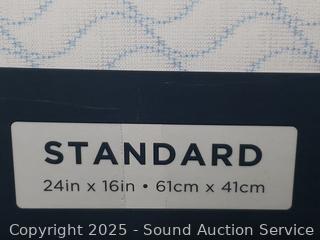 STANDARD
24in x 16in • 61cm x 41cm
Copyright 2025 - Sound Auction Service